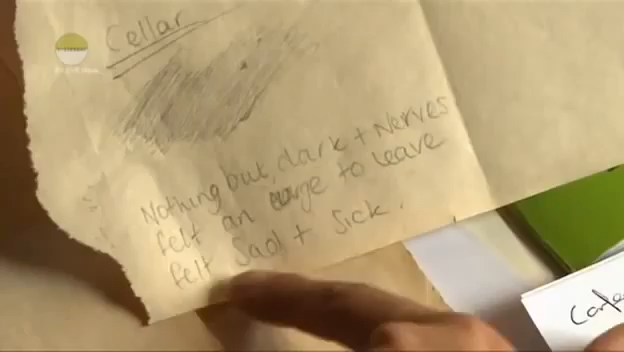 Cellar
Nothing but, dark + Nerves
felt an urge to leave
felt Sad + Sick.